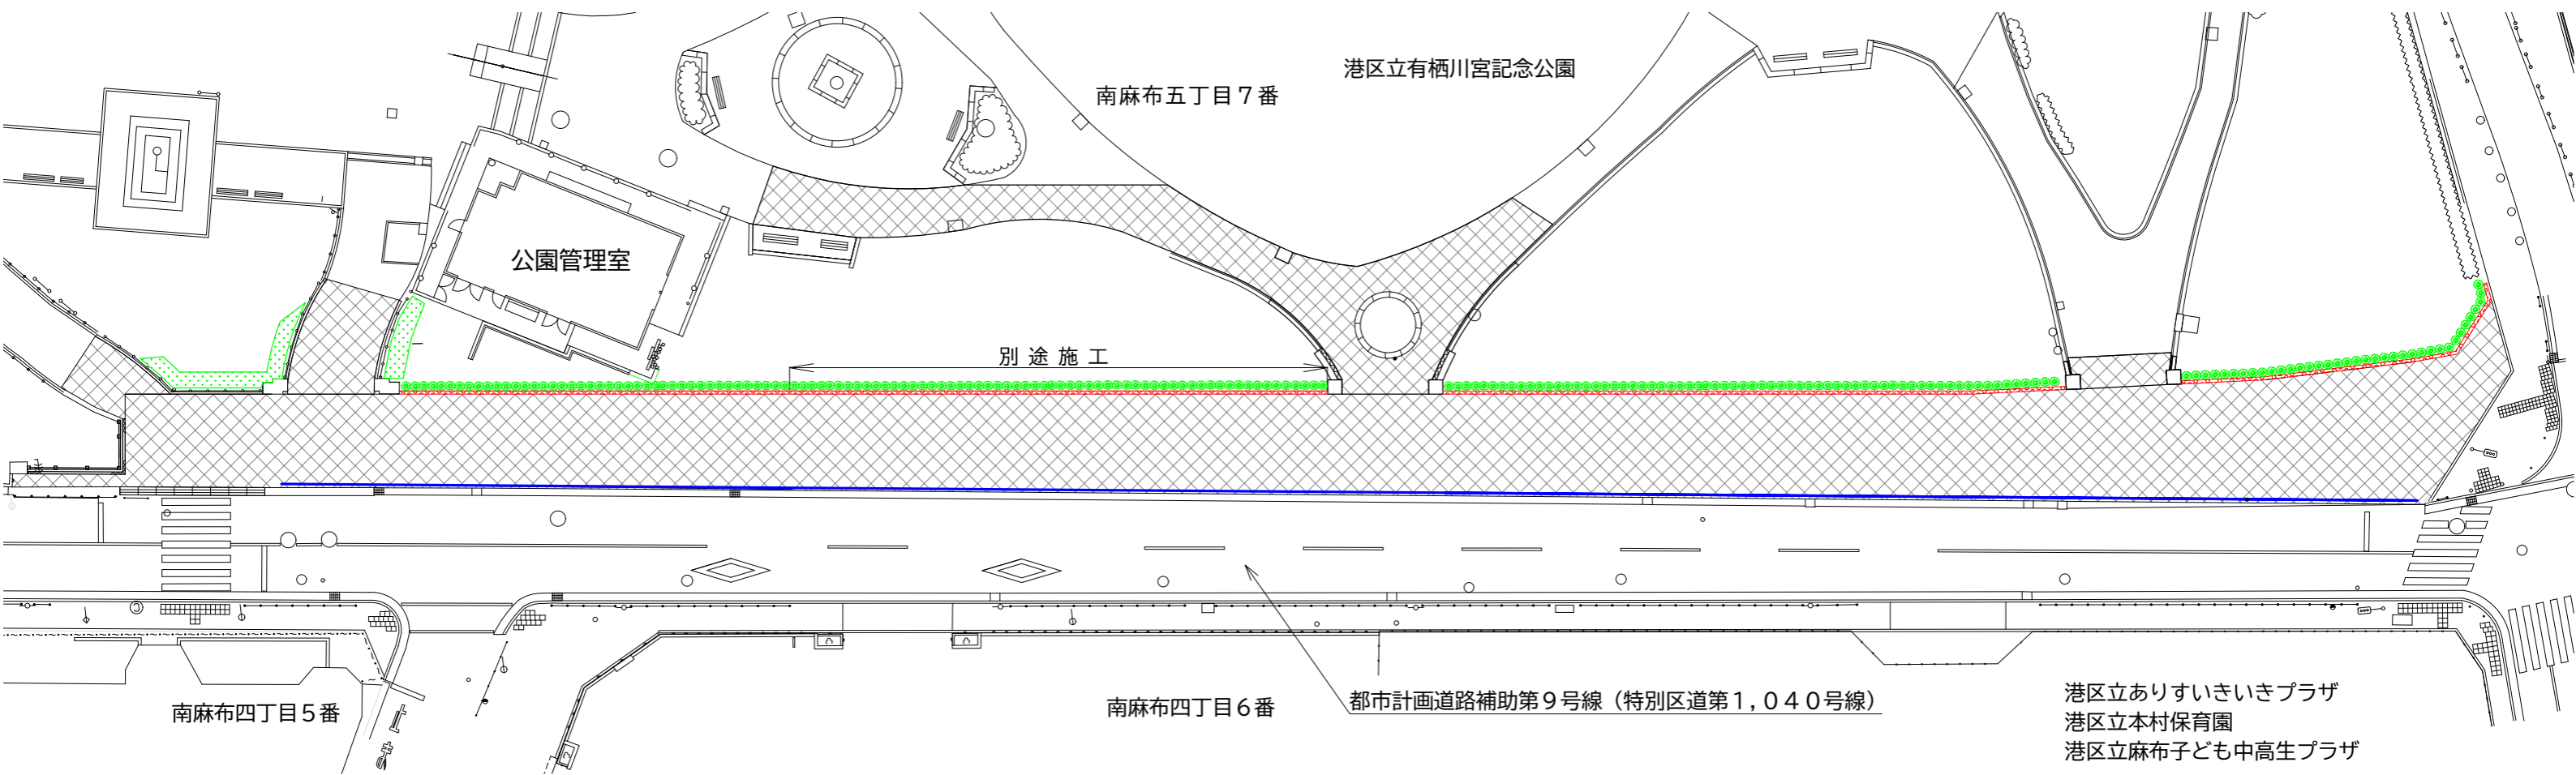 港区立有栖川宮記念公園
南麻布五丁目７番
公園管理室
別途施工
南麻布四丁目５番
南麻布四丁目６番
都市計画道路補助第９号線（特別区道第１，０４０号線）
港区立ありすいきいきプラザ
港区立本村保育園
港区立麻布子ども中高生プラザ